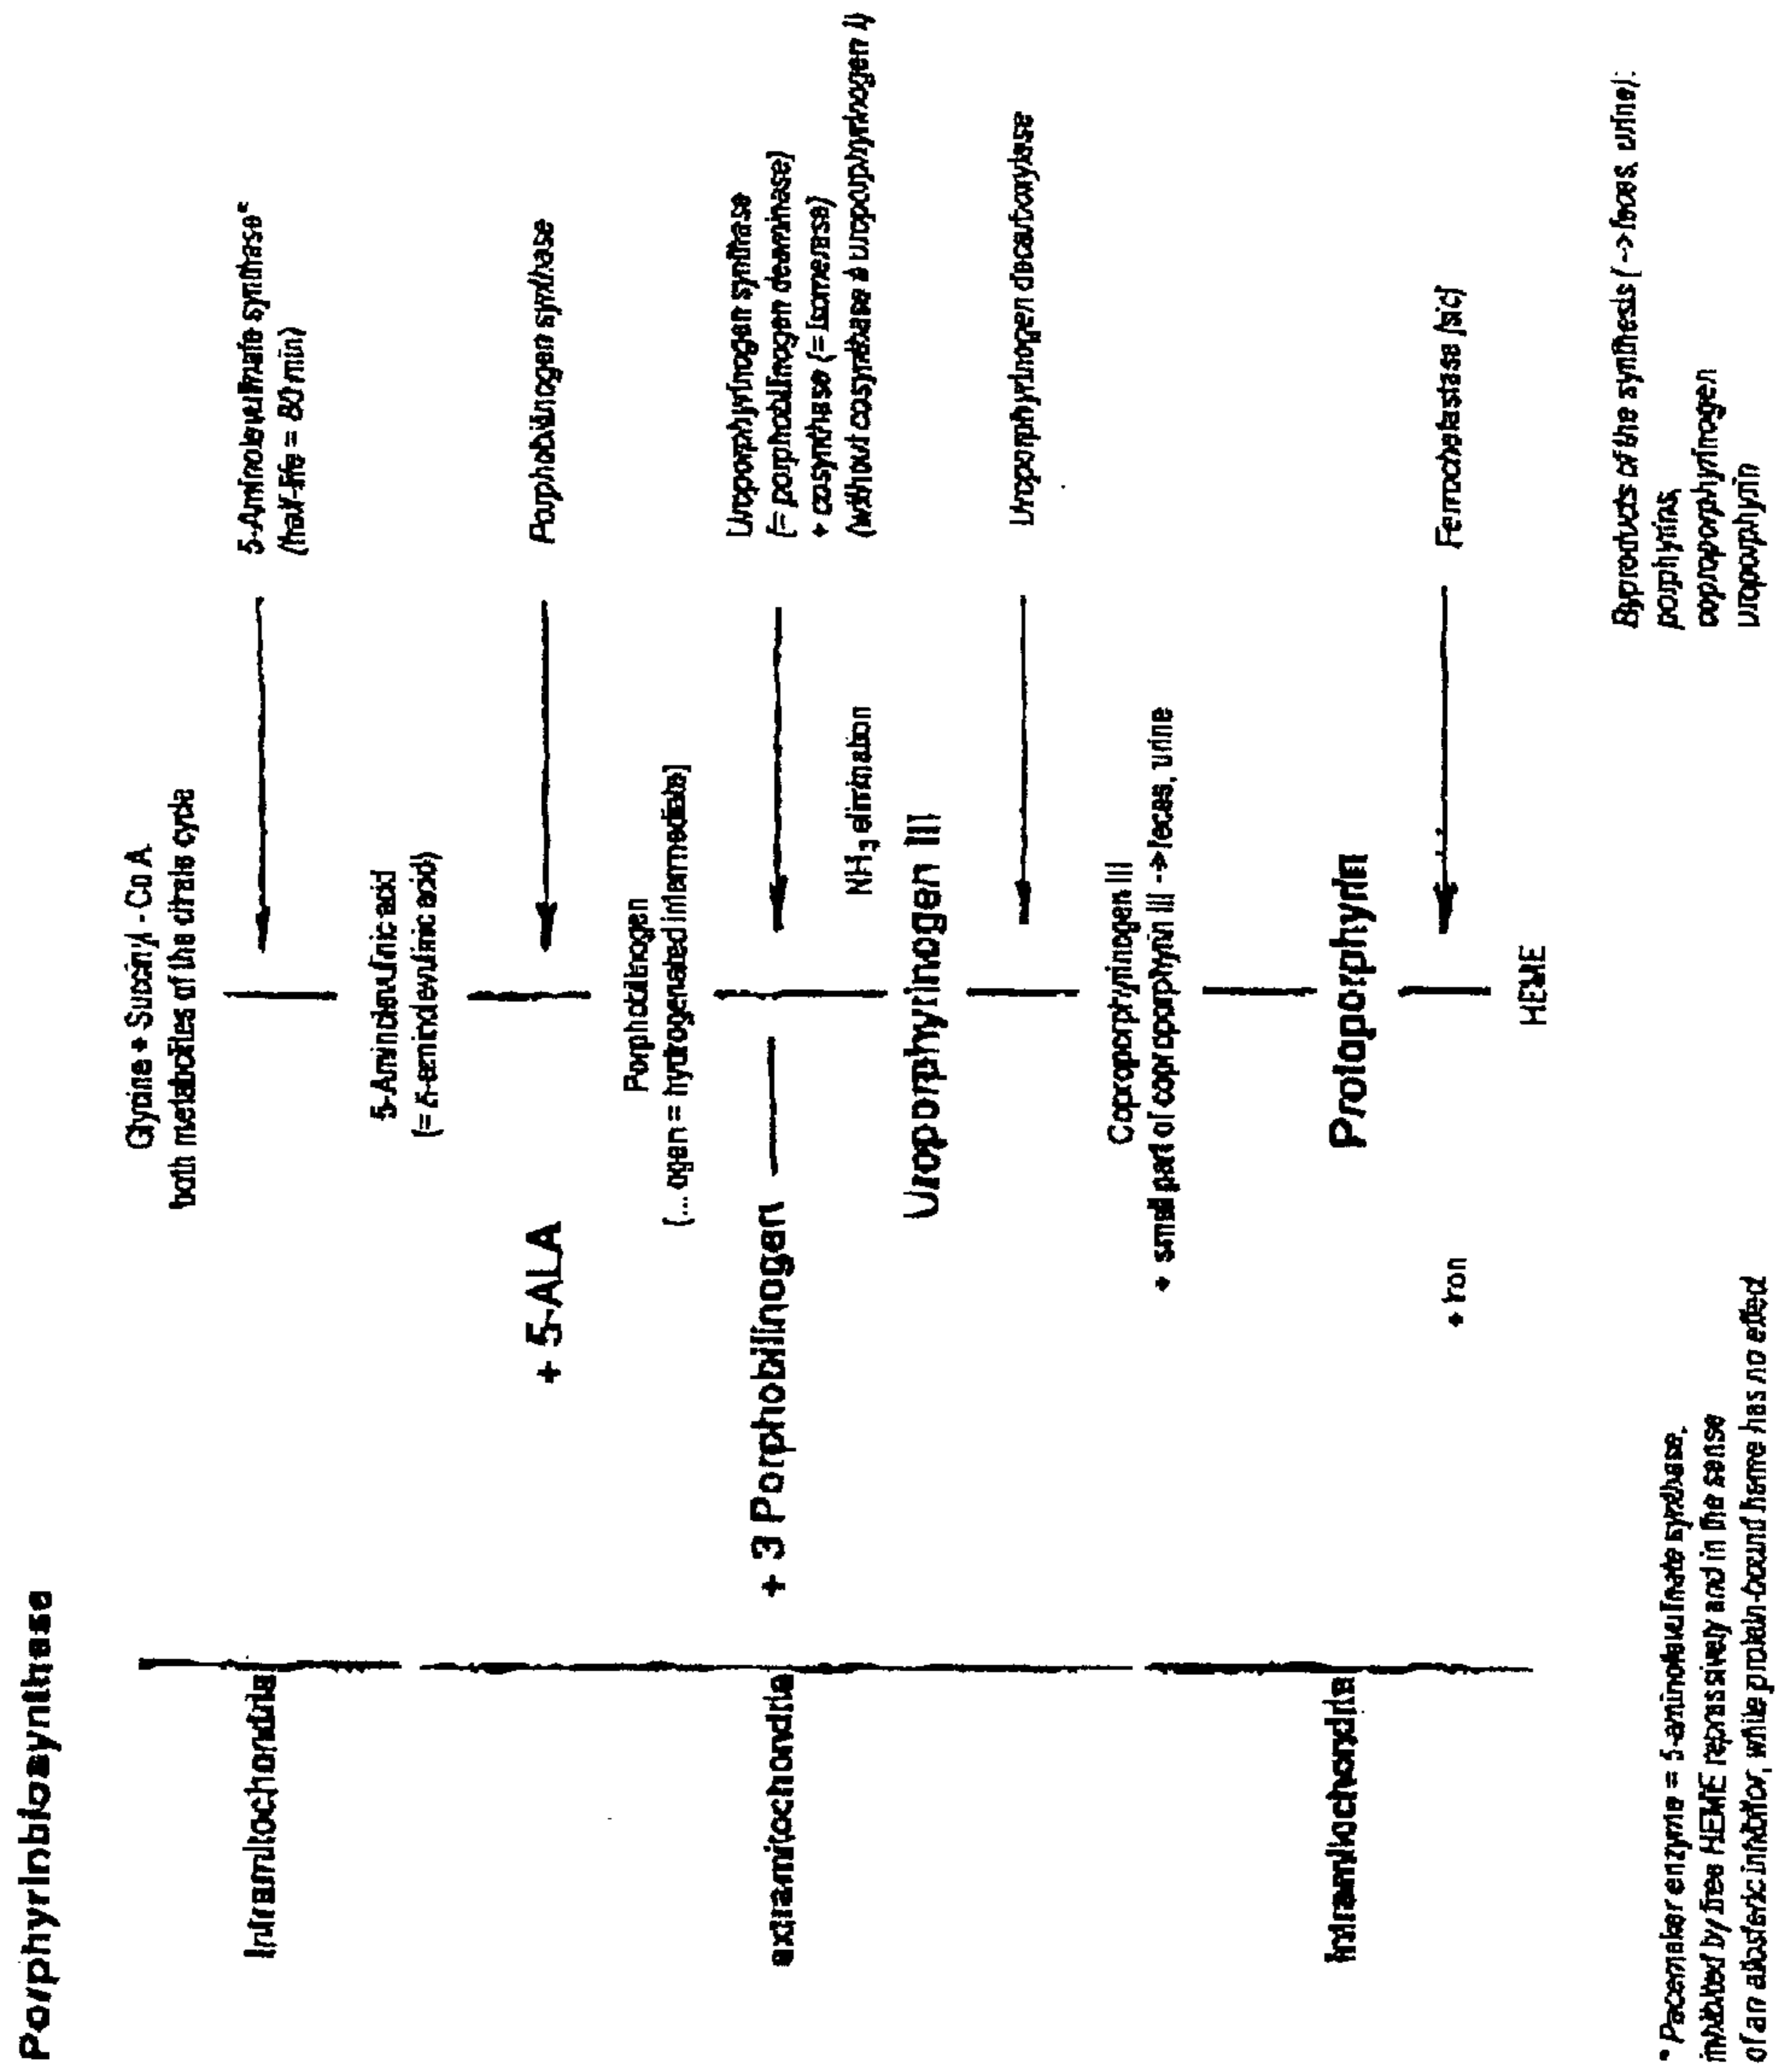 Porphyrinbiosynthese
Glycine + Succinyl - Co A
both metabolites of the citrate cycle
5-Aminolevulinate synthase*
(half-life = 80 min)
Intramitochondria
5-Aminolevulinic acid
(= δ-aminolevulinic acid)
+ 5-ALA
Porphobilinogen synthase
Porphobilinogen
(... ogen = hydrogenated intermediate)
Uroporphyrinogen synthase
(= porphobilinogen deaminase)
+ cosynthase (= isomerase)
(without cosynthase è uroporphyrinogen I)
extramitochondria
+ 3 Porphobilinogen
NH3 elimination
Uroporphyrinogen III
Uroporphyrinogen decarboxylase
Coproporphyrinogen III
+ small part of coproporphyrin III -> feces, urine
Protoporphyrin
Intramitochondria
+ Iron
Ferrochelastase [sic]
HEME
Byproducts of the synthesis (-> feces, urine):
porphyrins,
coproporphyrinogen
uroporphyrin
* Pacemaker enzyme = 5-aminolevulinate synthase,
inhibited by free HEME repressively and in the sense
of an allosteric inhibitor, while protein-bound heme has no effect